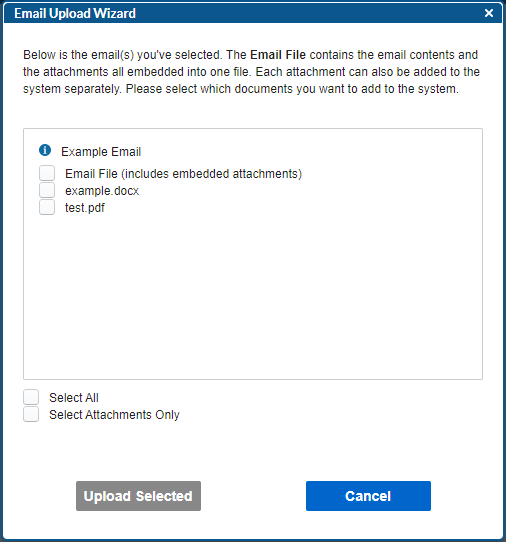 Email Upload Wizard
Below is the email(s) you've selected. The Email File contains the email contents and
the attachments all embedded into one file. Each attachment can also be added to the
system separately. Please select which documents you want to add to the system.
Example Email
Email File (includes embedded attachments)
example.docx
test.pdf
Select All
Select Attachments Only
Upload Selected
Cancel